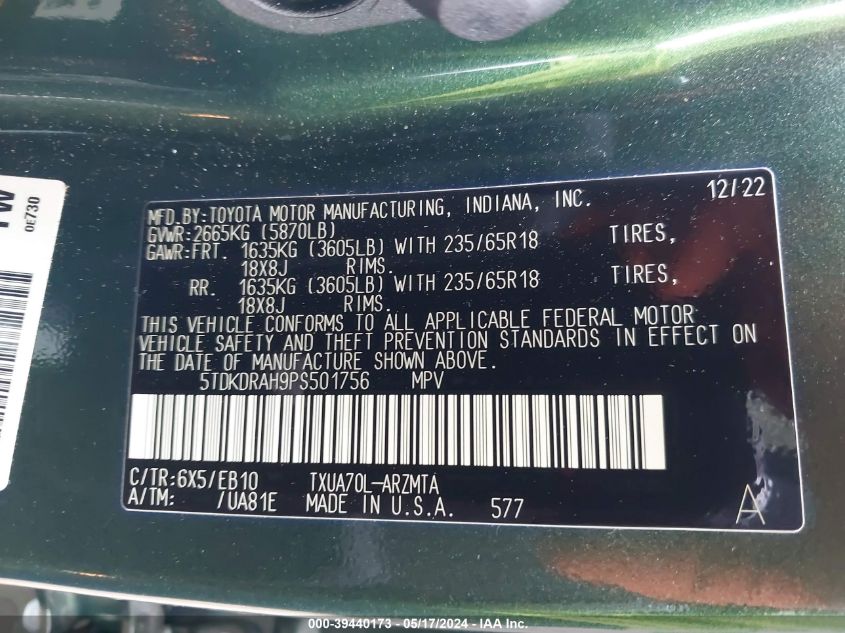 MFD.BY:TOYOTA MOTOR MANUFACTURING, INDIANA, INC. 12/22
GVWR:2665KG (5870LB)
GAWR:FRT. 1635KG (3605LB) WITH 235/65R18 TIRES,
18X8J RIMS.
RR. 1635KG (3605LB) WITH 235/65R18 TIRES,
18X8J RIMS.
THIS VEHICLE CONFORMS TO ALL APPLICABLE FEDERAL MOTOR
VEHICLE SAFETY AND THEFT PREVENTION STANDARDS IN EFFECT ON
THE DATE OF MANUFACTURE SHOWN ABOVE.
5TDKDRAH9PS501756 MPV
C/TR:6X5/EB10 TXUA70L-ARZMTA
A/TM: /UA81E MADE IN U.S.A. 577 A
0E730
000-39440173 - 05/17/2024 - IAA Inc.